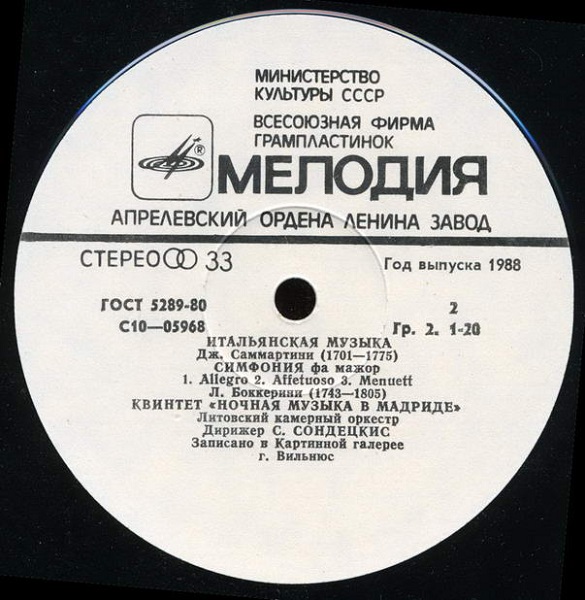 МИНИСТЕРСТВО
КУЛЬТУРЫ СССР
ВСЕСОЮЗНАЯ ФИРМА
ГРАМПЛАСТИНОК
®
МЕЛОДИЯ
АПРЕЛЕВСКИЙ ОРДЕНА ЛЕНИНА ЗАВОД
СТЕРЕО 33
Год выпуска 1988
ГОСТ 5289-80
2
С10—05968
Гр. 2. 1-20
ИТАЛЬЯНСКАЯ МУЗЫКА
Дж. Саммартини (1701—1775)
СИМФОНИЯ фа мажор
1. Allegro 2. Affetuoso 3. Menuett
Л. Боккерини (1743—1805)
КВИНТЕТ «НОЧНАЯ МУЗЫКА В МАДРИДЕ»
Литовский камерный оркестр
Дирижер С. СОНДЕЦКИС
Записано в Картинной галерее
г. Вильнюс